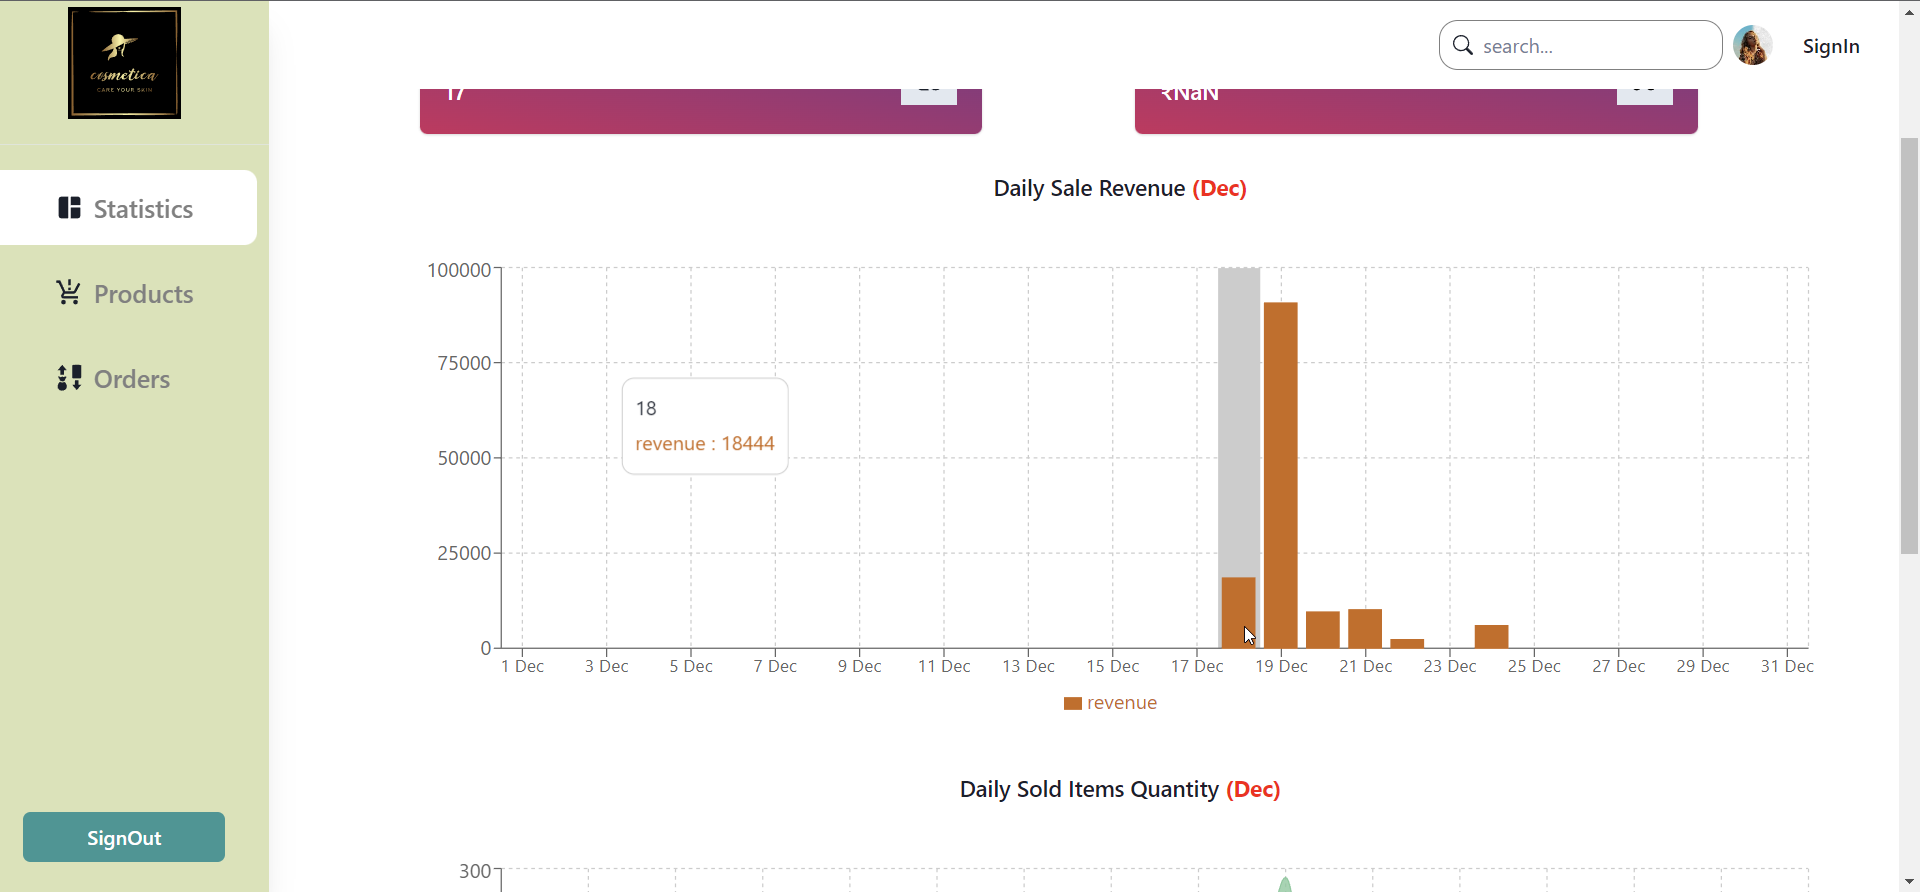 cosmetica
CARE YOUR SKIN
search...
SignIn
17
₹NaN
Statistics
Products
Orders
SignOut
Daily Sale Revenue (Dec)
100000
75000
50000
25000
0
18
revenue : 18444
1 Dec 3 Dec 5 Dec 7 Dec 9 Dec 11 Dec 13 Dec 15 Dec 17 Dec 19 Dec 21 Dec 23 Dec 25 Dec 27 Dec 29 Dec 31 Dec
revenue
Daily Sold Items Quantity (Dec)
300